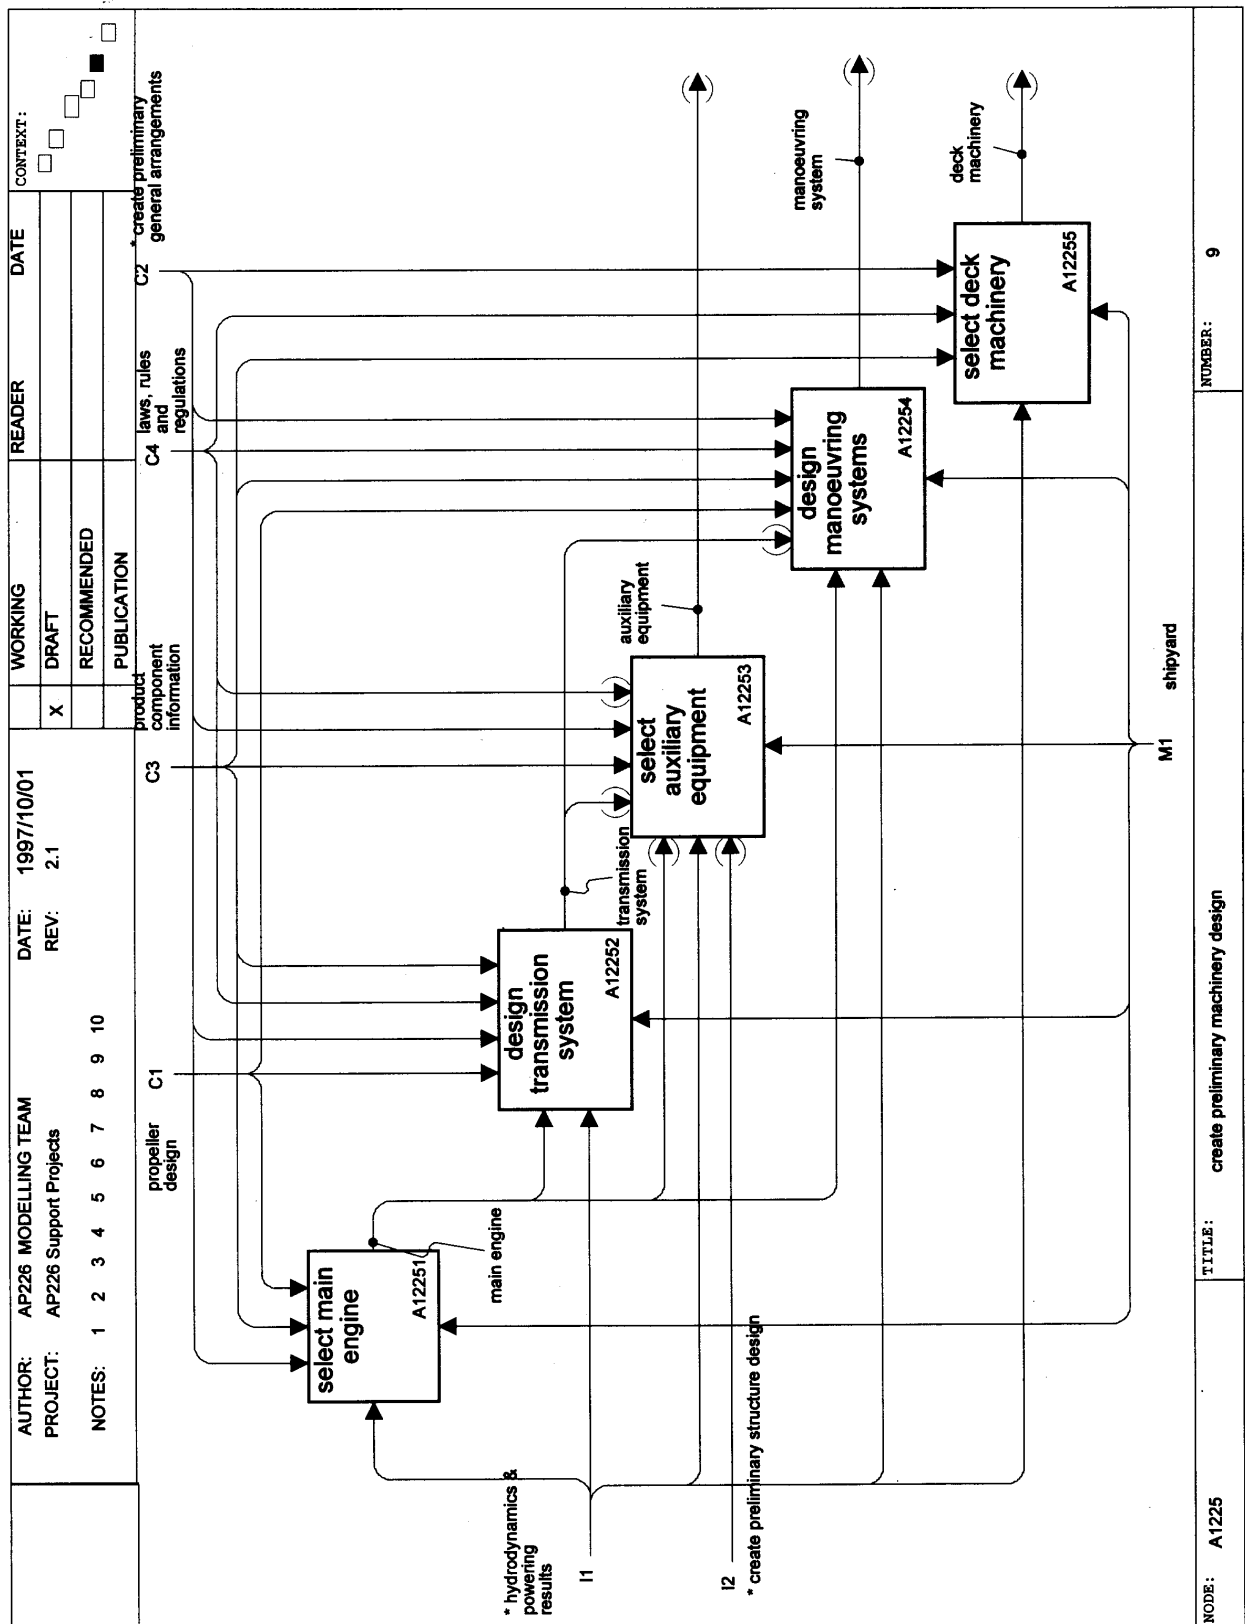 AUTHOR: AP226 MODELLING TEAM
DATE: 1997/10/01
WORKING
READER
DATE
CONTEXT:
PROJECT: AP226 Support Projects
REV: 2.1
X
DRAFT
RECOMMENDED
NOTES: 1 2 3 4 5 6 7 8 9 10
PUBLICATION
propeller
design
C1
product
component
information
C3
laws, rules
and
regulations
C4
* create preliminary
general arrangements
C2
select main
engine
A12251
main engine
design
transmission
system
A12252
transmission
system
select
auxiliary
equipment
A12253
auxiliary
equipment
design
manoeuvring
systems
A12254
manoeuvring
system
select deck
machinery
A12255
deck
machinery
* hydrodynamics &
powering
results
I1
I2
* create preliminary structure design
M1
shipyard
NODE: A1225
TITLE: create preliminary machinery design
NUMBER: 9